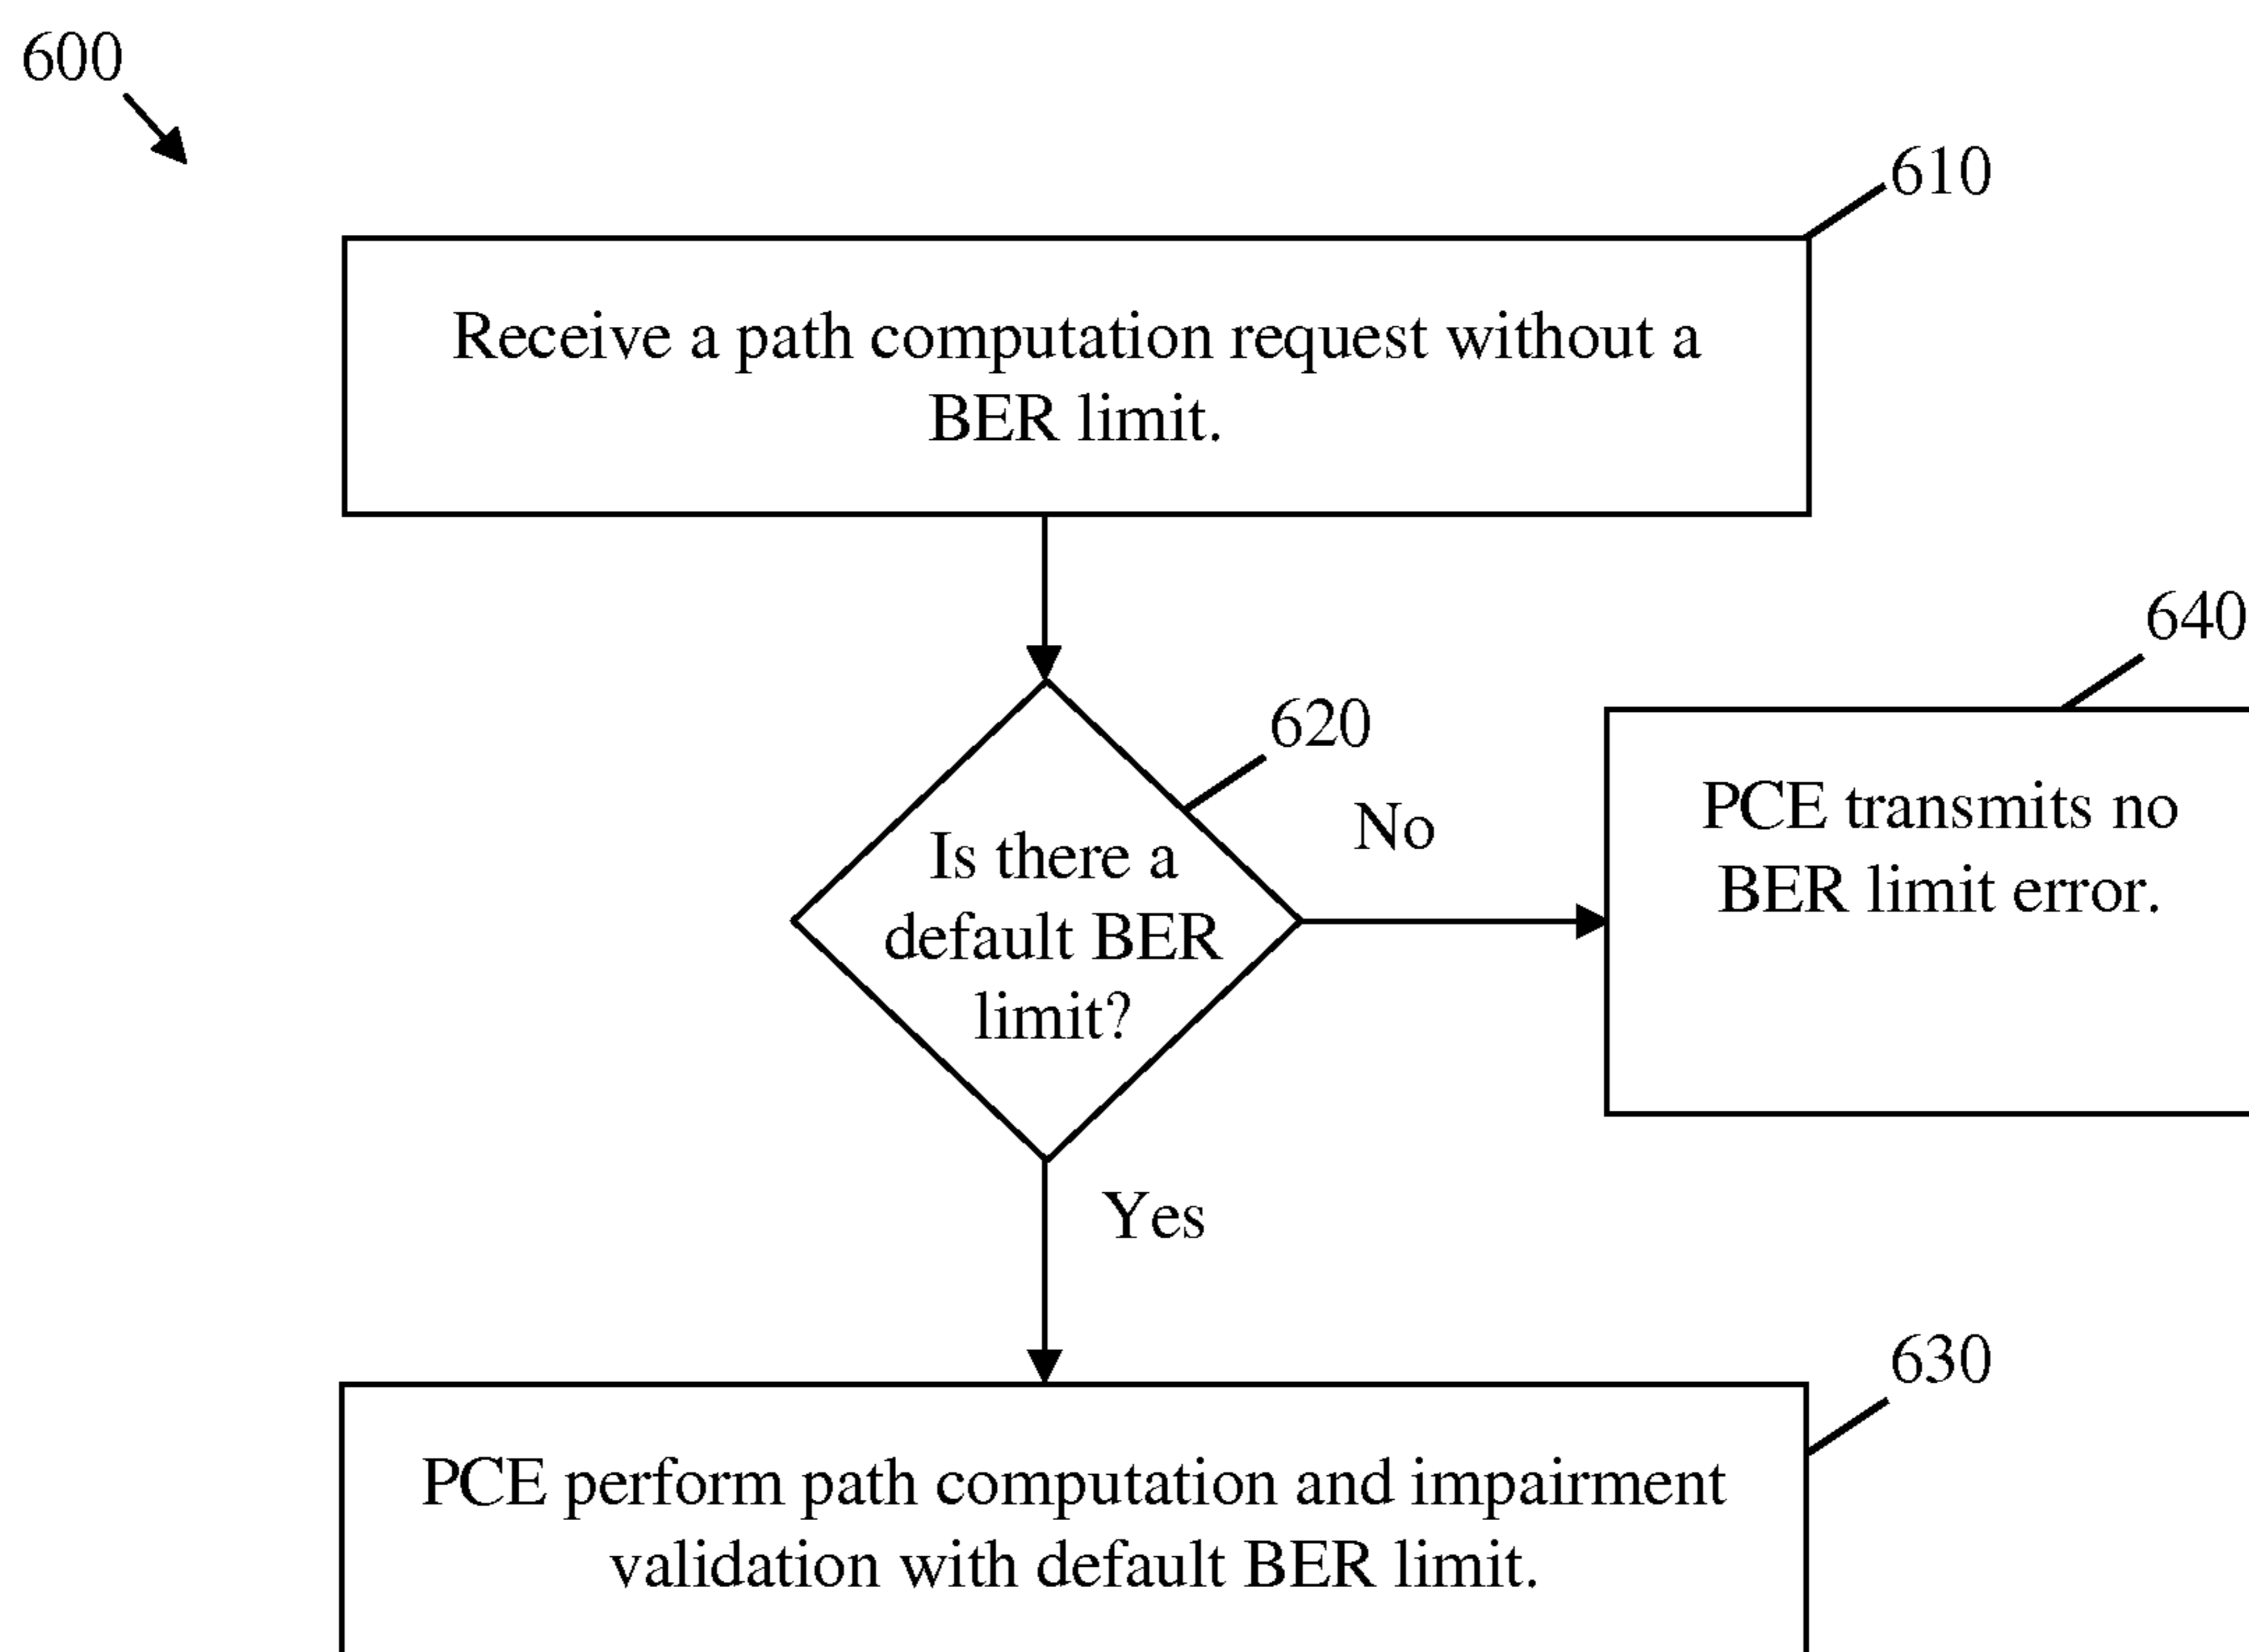 600
610
Receive a path computation request without a
BER limit.
640
620
No
Is there a
default BER
limit?
PCE transmits no
BER limit error.
Yes
630
PCE perform path computation and impairment
validation with default BER limit.